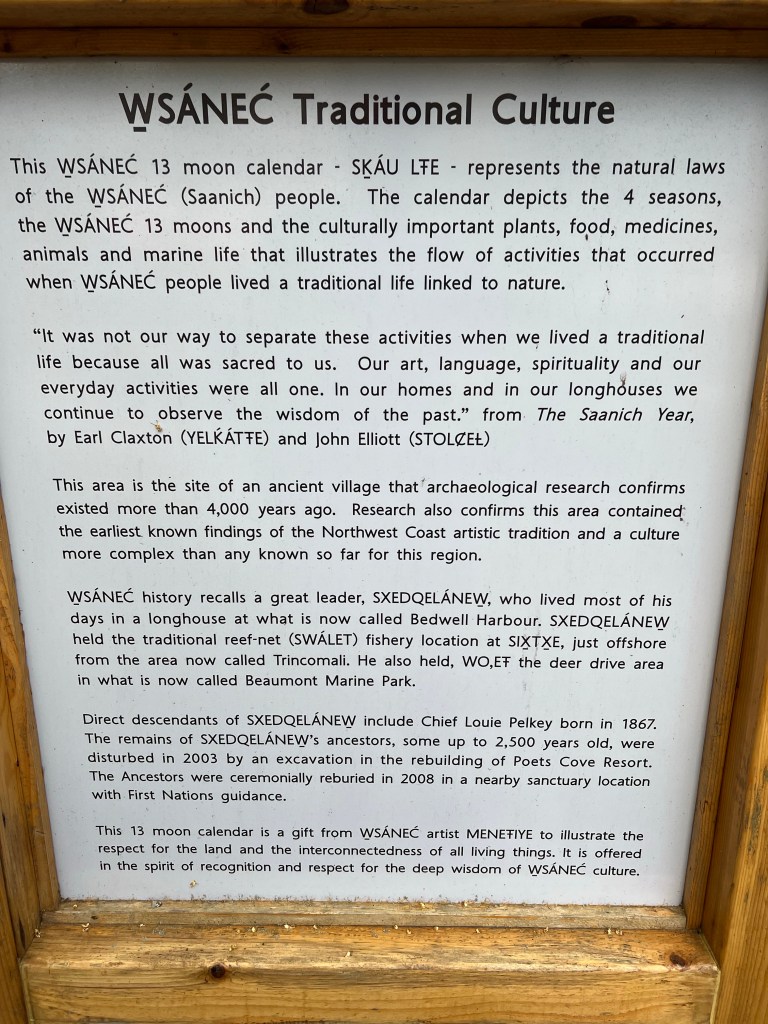 W̱SÁNEĆ Traditional Culture
This W̱SÁNEĆ 13 moon calendar - SḴÁU LŦE - represents the natural laws
of the W̱SÁNEĆ (Saanich) people. The calendar depicts the 4 seasons,
the W̱SÁNEĆ 13 moons and the culturally important plants, food, medicines,
animals and marine life that illustrates the flow of activities that occurred
when W̱SÁNEĆ people lived a traditional life linked to nature.
“It was not our way to separate these activities when we lived a traditional
life because all was sacred to us. Our art, language, spirituality and our
everyday activities were all one. In our homes and in our longhouses we
continue to observe the wisdom of the past.” from The Saanich Year,
by Earl Claxton (YELḰÁTŦE) and John Elliott (STOLȻEȽ)
This area is the site of an ancient village that archaeological research confirms
existed more than 4,000 years ago. Research also confirms this area contained
the earliest known findings of the Northwest Coast artistic tradition and a culture
more complex than any known so far for this region.
W̱SÁNEĆ history recalls a great leader, SXEDQELÁNEW̱, who lived most of his
days in a longhouse at what is now called Bedwell Harbour. SXEDQELÁNEW̱
held the traditional reef-net (SWÁLET) fishery location at SIX̱TX̱E, just offshore
from the area now called Trincomali. He also held, WO,EŦ the deer drive area
in what is now called Beaumont Marine Park.
Direct descendants of SXEDQELÁNEW̱ include Chief Louie Pelkey born in 1867.
The remains of SXEDQELÁNEW̱’s ancestors, some up to 2,500 years old, were
disturbed in 2003 by an excavation in the rebuilding of Poets Cove Resort.
The Ancestors were ceremonially reburied in 2008 in a nearby sanctuary location
with First Nations guidance.
This 13 moon calendar is a gift from W̱SÁNEĆ artist MENEŦIYE to illustrate the
respect for the land and the interconnectedness of all living things. It is offered
in the spirit of recognition and respect for the deep wisdom of W̱SÁNEĆ culture.